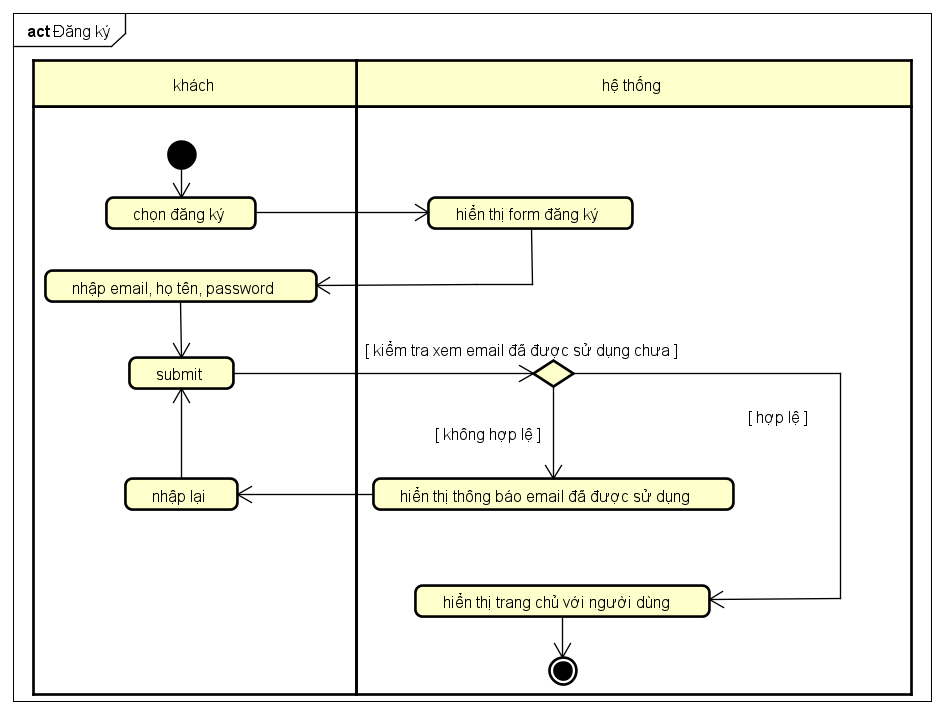 act Đăng ký
khách
hệ thống
chọn đăng ký
hiển thị form đăng ký
nhập email, họ tên, password
[ kiểm tra xem email đã được sử dụng chưa ]
submit
[ hợp lệ ]
[ không hợp lệ ]
nhập lại
hiển thị thông báo email đã được sử dụng
hiển thị trang chủ với người dùng